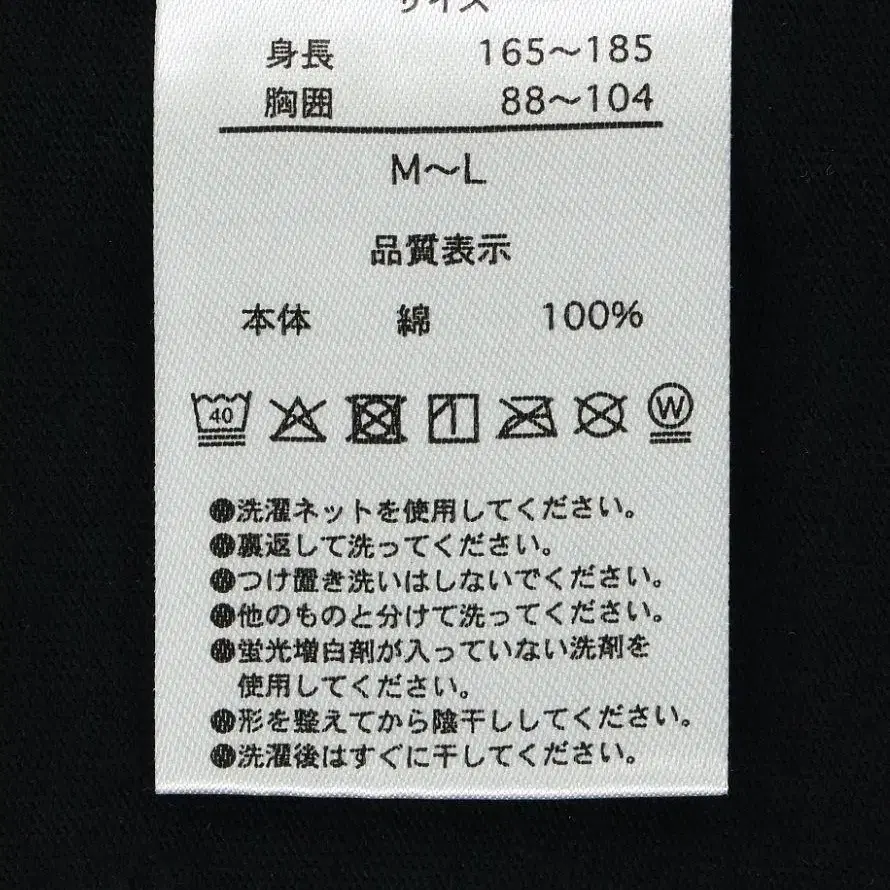 サイズ
身長 165～185
胸囲 88～104
M～L
品質表示
本体 綿 100%
40 W
●洗濯ネットを使用してください。
●裏返して洗ってください。
●つけ置き洗いはしないでください。
●他のものと分けて洗ってください。
●蛍光増白剤が入っていない洗剤を
使用してください。
●形を整えてから陰干ししてください。
●洗濯後はすぐに干してください。